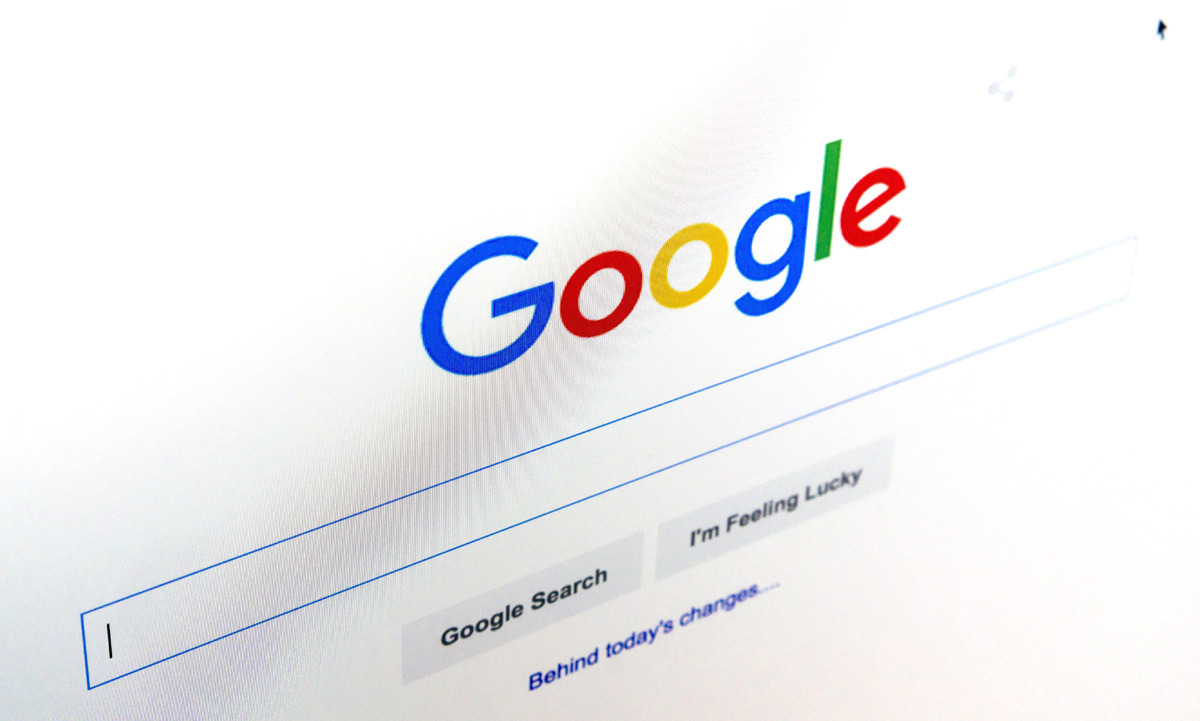 Google
Google Search
I'm Feeling Lucky
Behind today's changes....